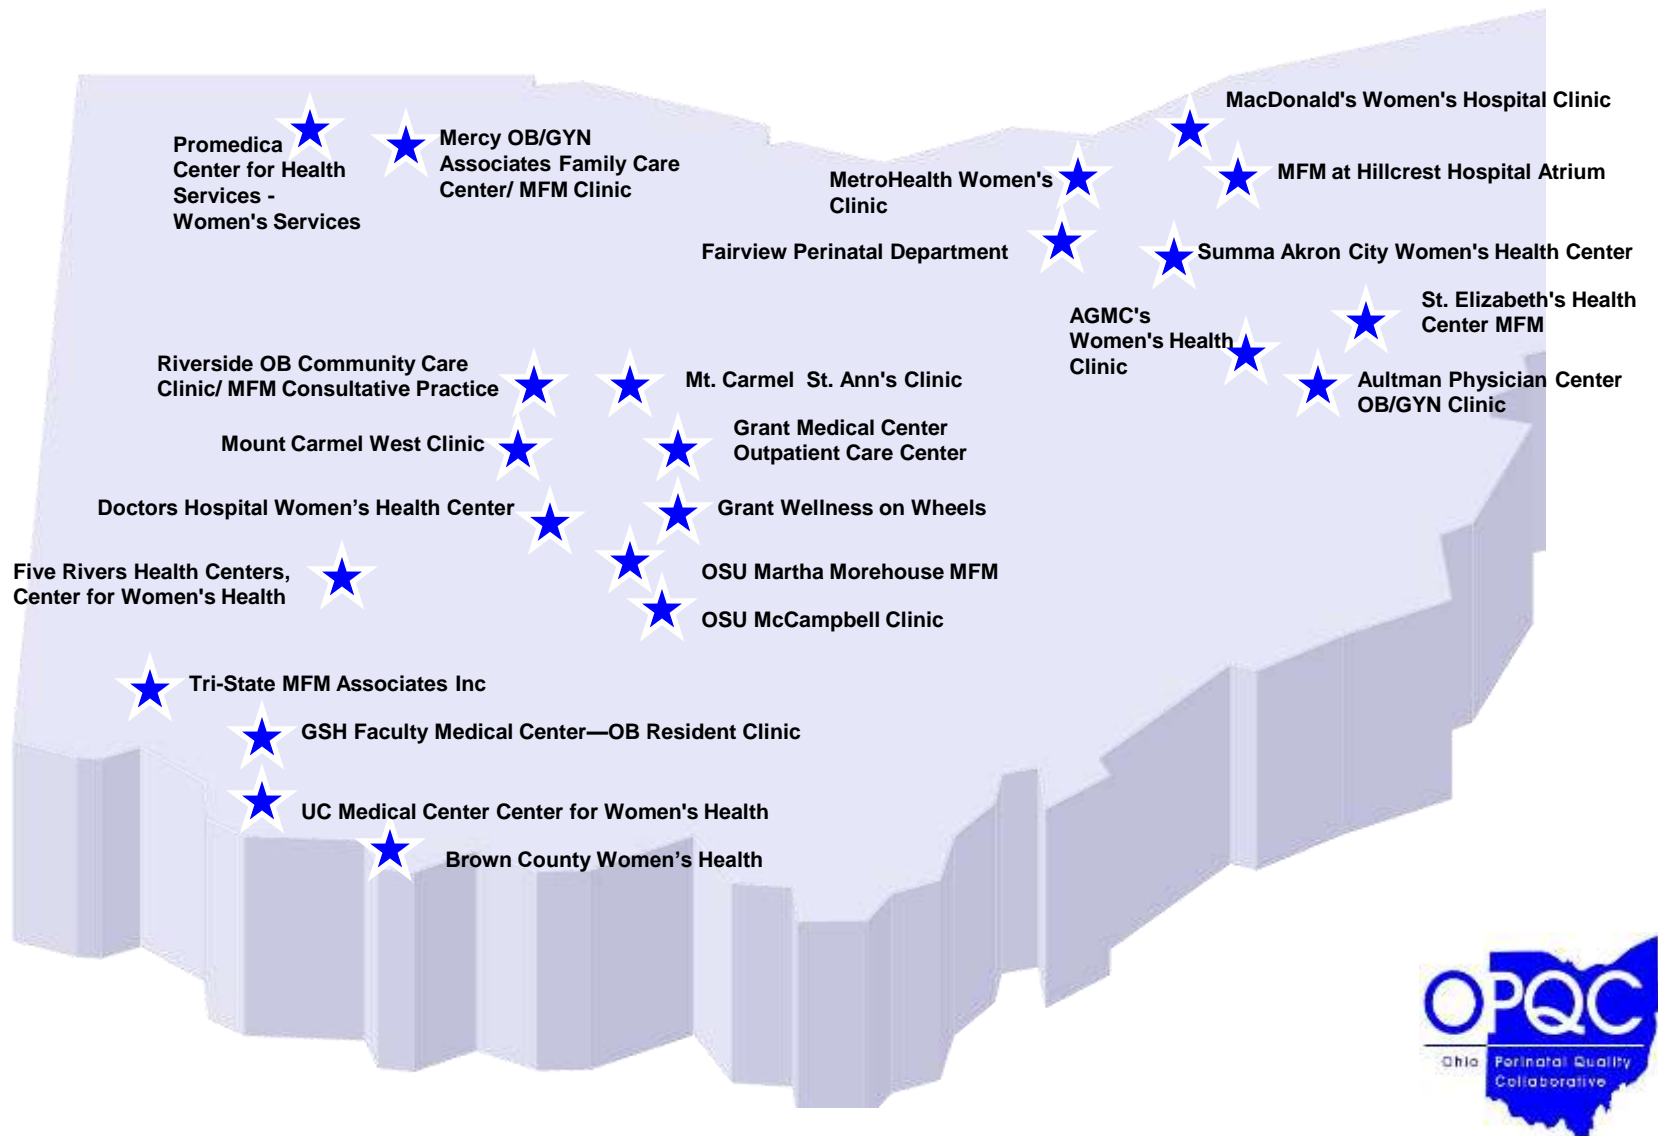 MacDonald's Women's Hospital Clinic
Promedica
Center for Health
Services -
Women's Services
Mercy OB/GYN
Associates Family Care
Center/ MFM Clinic
MetroHealth Women's
Clinic
MFM at Hillcrest Hospital Atrium
Fairview Perinatal Department
Summa Akron City Women's Health Center
AGMC's
Women's Health
Clinic
St. Elizabeth's Health
Center MFM
Riverside OB Community Care
Clinic/ MFM Consultative Practice
Mt. Carmel  St. Ann's Clinic
Aultman Physician Center
OB/GYN Clinic
Mount Carmel West Clinic
Grant Medical Center
Outpatient Care Center
Doctors Hospital Women’s Health Center
Grant Wellness on Wheels
Five Rivers Health Centers,
Center for Women's Health
OSU Martha Morehouse MFM
OSU McCampbell Clinic
Tri-State MFM Associates Inc
GSH Faculty Medical Center—OB Resident Clinic
UC Medical Center Center for Women's Health
Brown County Women’s Health
OPQC
Ohio Perinatal Quality
Collaborative